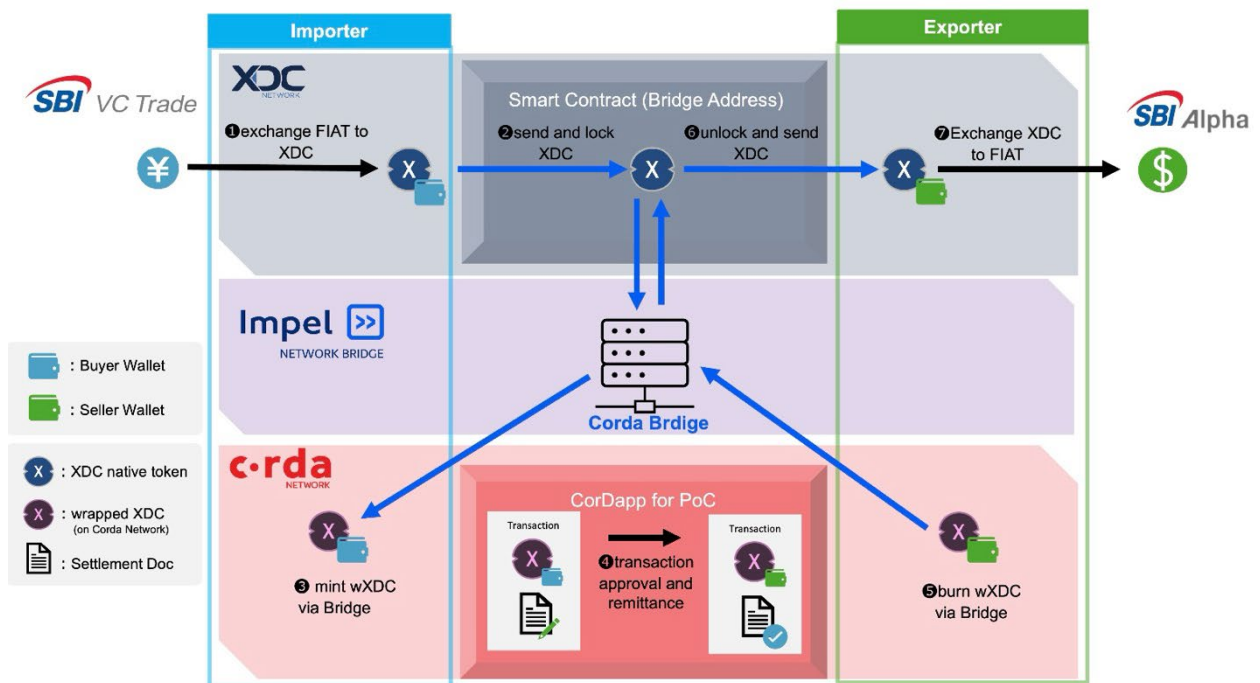 Importer
Exporter
XDC
NETWORK
SBI VC Trade
SBI Alpha
Smart Contract (Bridge Address)
❶exchange FIAT to
XDC
❷send and lock
XDC
❻unlock and send
XDC
❼Exchange XDC
to FIAT
¥
X
X
X
$
Impel
NETWORK BRIDGE
Corda Brdige
: Buyer Wallet
: Seller Wallet
X : XDC native token
X : wrapped XDC
(on Corda Network)
: Settlement Doc
c·rda
NETWORK
CorDapp for PoC
Transaction
X
❹transaction
approval and
remittance
Transaction
X
X
❸ mint wXDC
via Bridge
X
❺burn wXDC
via Bridge